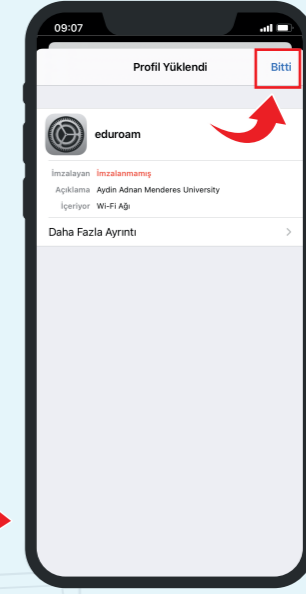 09:07
Profil Yüklendi
Bitti
eduroam
İmzalayan İmzalanmamış
Açıklama Aydin Adnan Menderes University
İçeriyor Wi-Fi Ağı
Daha Fazla Ayrıntı